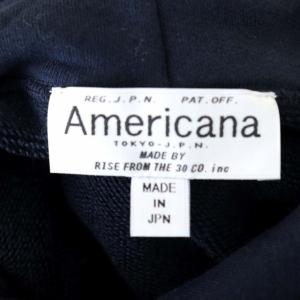 REG.J.P.N. PAT.OFF.
Americana
TOKYO-J.P.N.
MADE BY
RISE FROM THE 30 CO. inc
MADE
IN
JPN